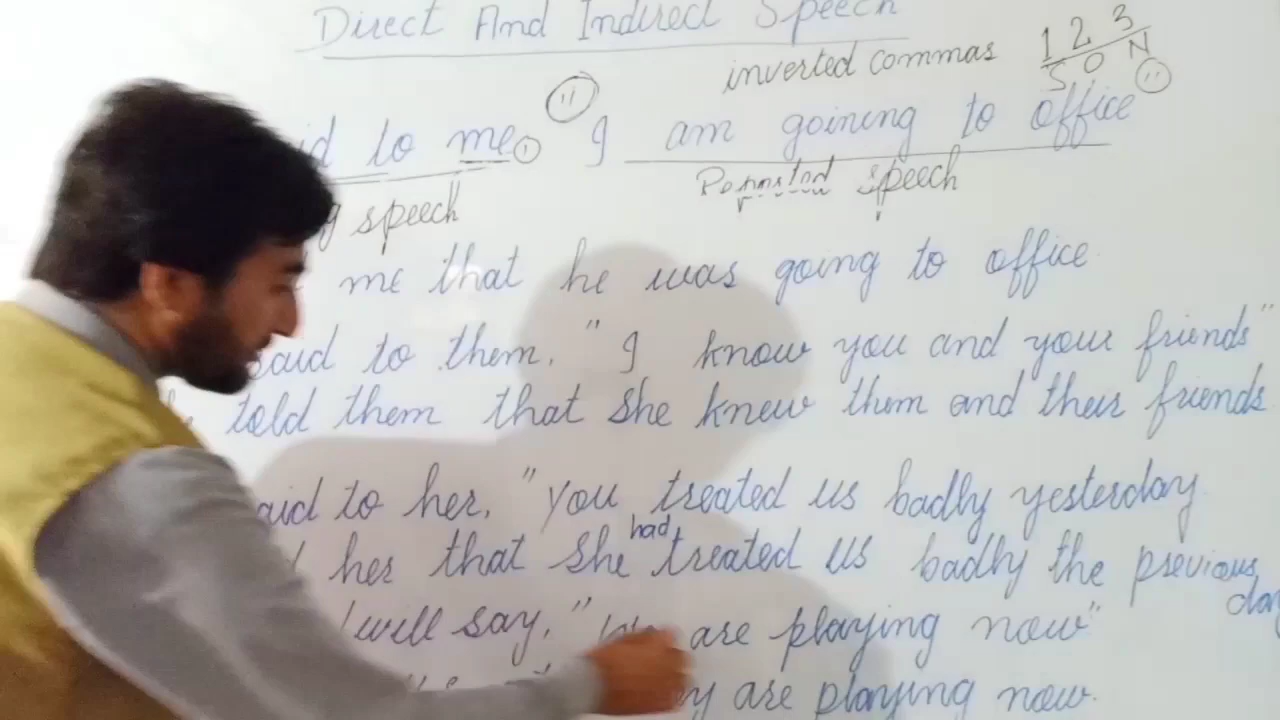 Direct And Indirect Speech
inverted commas 1 2 3
S O N
to me, " I am goining to office "
speech Reported speech
me that he was going to office
said to them. " I know you and your friends "
told them that she knew them and their friends
said to her, " you treated us badly yesterday
her that she had treated us badly the previous day
will say, " We are playing now "
are playing now.